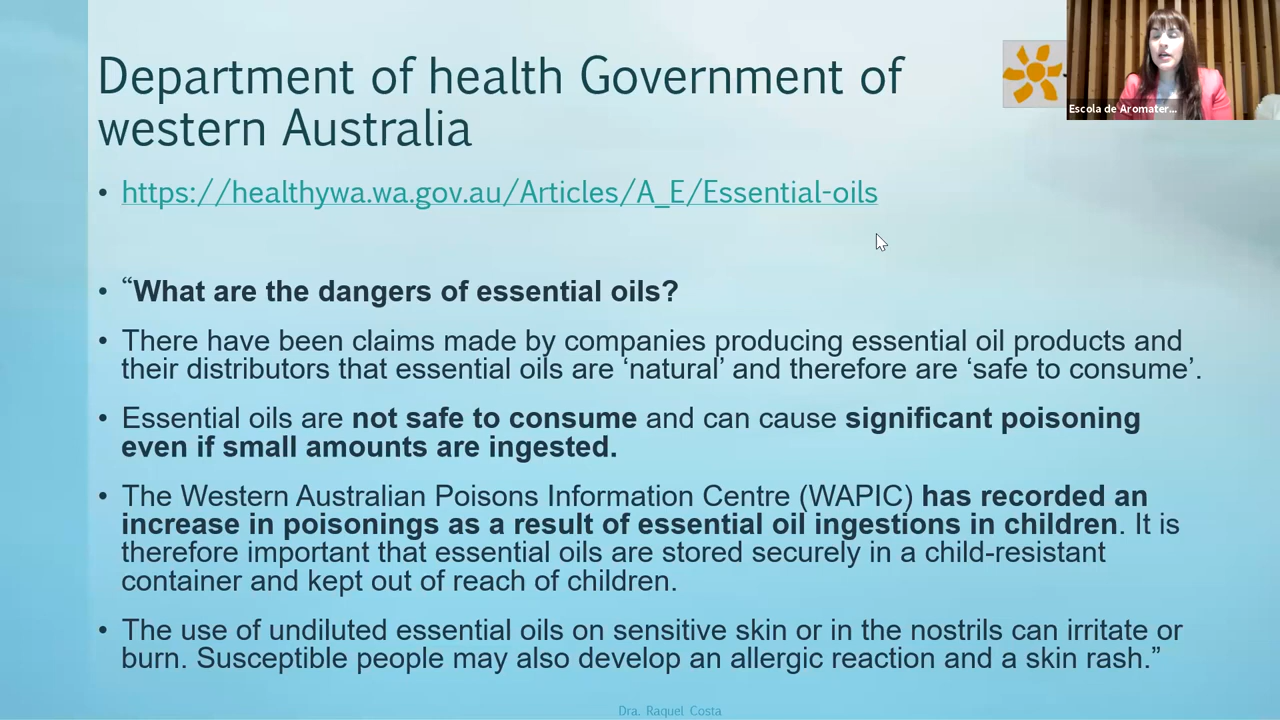 Department of health Government of
western Australia
Escola de Aromater...
• https://healthywa.wa.gov.au/Articles/A_E/Essential-oils
• “What are the dangers of essential oils?
• There have been claims made by companies producing essential oil products and
their distributors that essential oils are ‘natural’ and therefore are ‘safe to consume’.
• Essential oils are not safe to consume and can cause significant poisoning
even if small amounts are ingested.
• The Western Australian Poisons Information Centre (WAPIC) has recorded an
increase in poisonings as a result of essential oil ingestions in children. It is
therefore important that essential oils are stored securely in a child-resistant
container and kept out of reach of children.
• The use of undiluted essential oils on sensitive skin or in the nostrils can irritate or
burn. Susceptible people may also develop an allergic reaction and a skin rash.”
Dra. Raquel Costa